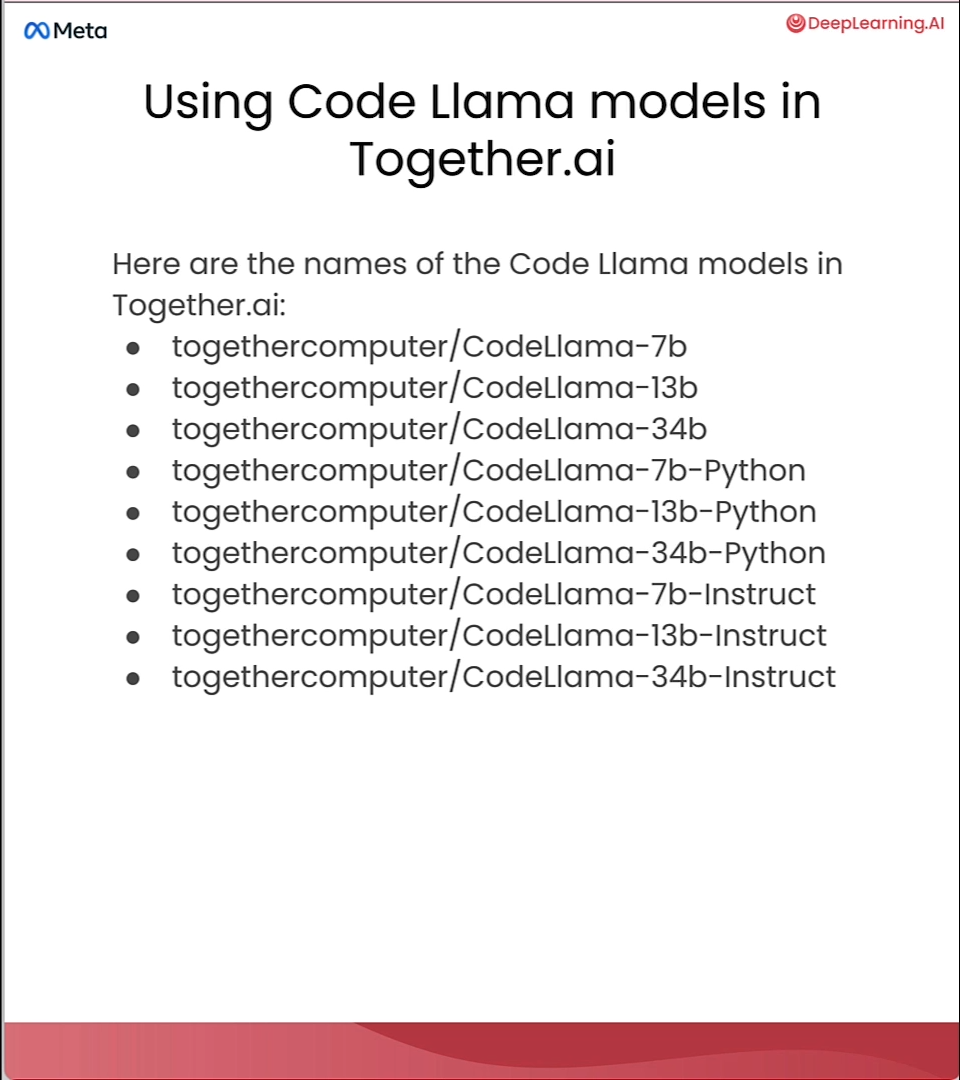 Meta
DeepLearning.AI
Using Code Llama models in
Together.ai
Here are the names of the Code Llama models in
Together.ai:
● togethercomputer/CodeLlama-7b
● togethercomputer/CodeLlama-13b
● togethercomputer/CodeLlama-34b
● togethercomputer/CodeLlama-7b-Python
● togethercomputer/CodeLlama-13b-Python
● togethercomputer/CodeLlama-34b-Python
● togethercomputer/CodeLlama-7b-Instruct
● togethercomputer/CodeLlama-13b-Instruct
● togethercomputer/CodeLlama-34b-Instruct